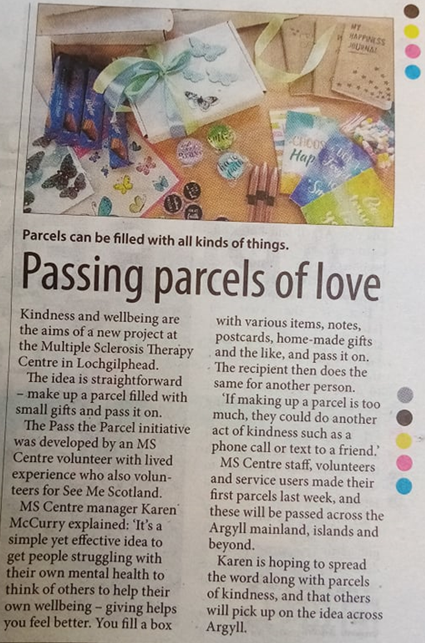 MY
HAPPINESS
JOURNAL
CHOOSE
Hap
Parcels can be filled with all kinds of things.
Passing parcels of love
Kindness and wellbeing are
the aims of a new project at
the Multiple Sclerosis Therapy
Centre in Lochgilphead.
The idea is straightforward
– make up a parcel filled with
small gifts and pass it on.
The Pass the Parcel initiative
was developed by an MS
Centre volunteer with lived
experience who also volun-
teers for See Me Scotland.
MS Centre manager Karen
McCurry explained: 'It's a
simple yet effective idea to
get people struggling with
their own mental health to
think of others to help their
own wellbeing – giving helps
you feel better. You fill a box
with various items, notes,
postcards, home-made gifts
and the like, and pass it on.
The recipient then does the
same for another person.
'If making up a parcel is too
much, they could do another
act of kindness such as a
phone call or text to a friend.'
MS Centre staff, volunteers
and service users made their
first parcels last week, and
these will be passed across the
Argyll mainland, islands and
beyond.
Karen is hoping to spread
the word along with parcels
of kindness, and that others
will pick up on the idea across
Argyll.